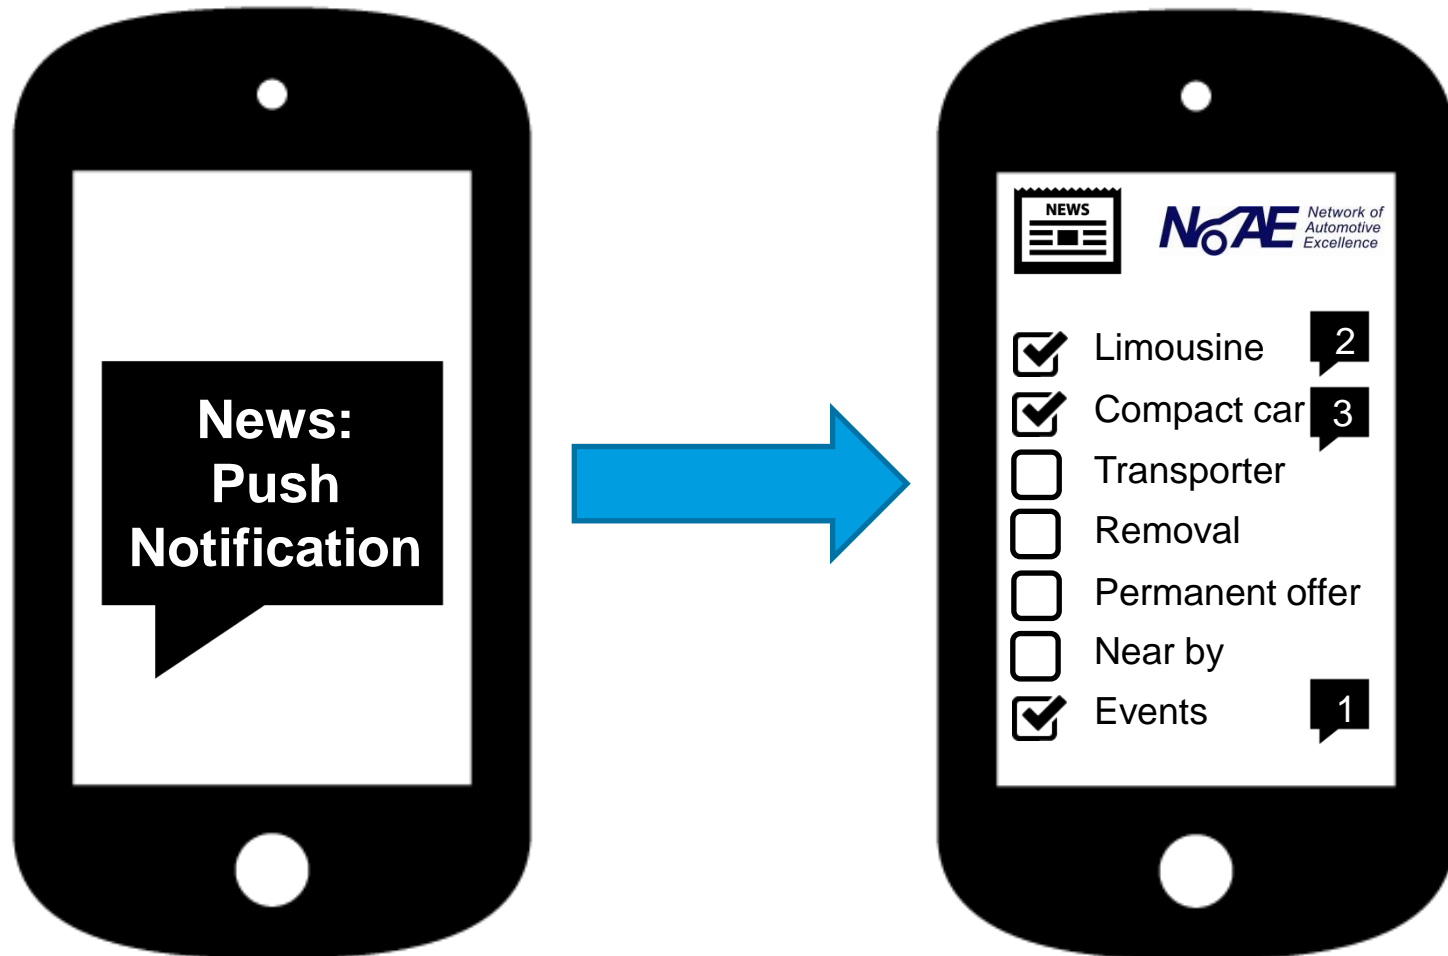 News:
Push
Notification
NEWS
NoAE
Network of
Automotive
Excellence
Limousine 2
Compact car 3
Transporter
Removal
Permanent offer
Near by
Events 1